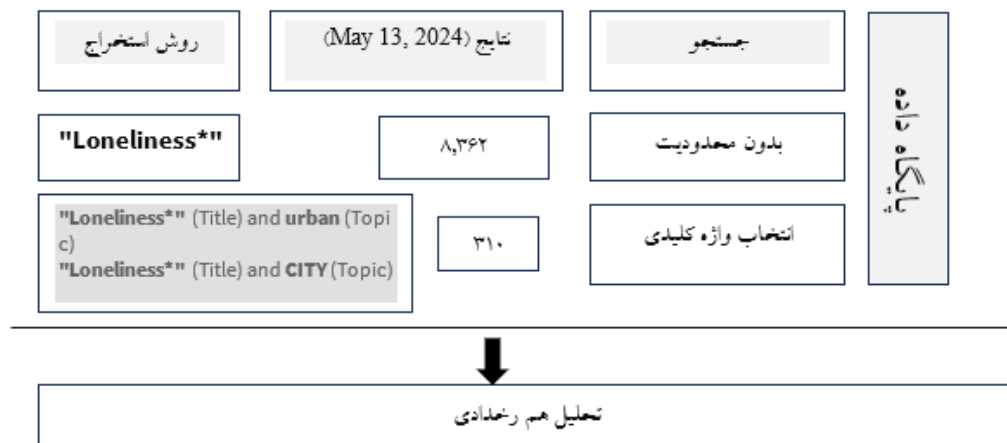 پایگاه داده
جستجو
نتایج (May 13, 2024)
روش استخراج
بدون محدودیت
۸,۳۶۲
"Loneliness*"
انتخاب واژه کلیدی
۳۱۰
"Loneliness*" (Title) and urban (Topi
c)
"Loneliness*" (Title) and CITY (Topic)
تحلیل هم رخدادی